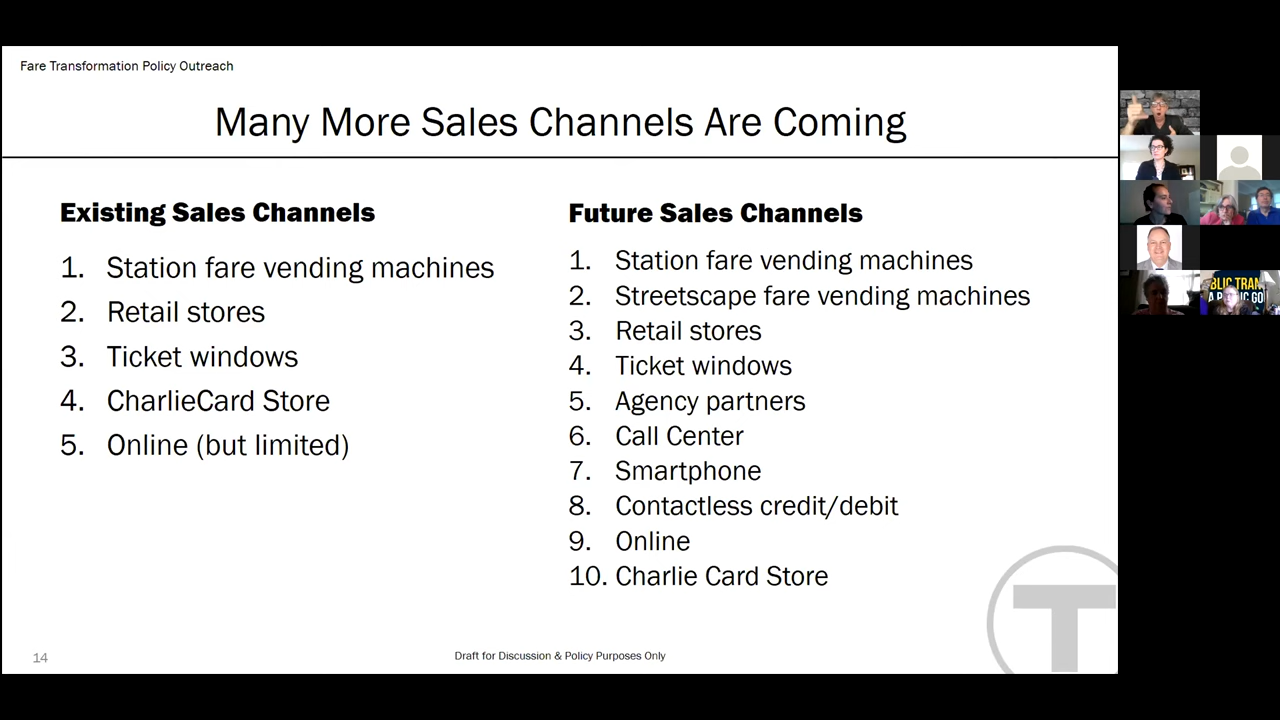 Fare Transformation Policy Outreach
Many More Sales Channels Are Coming
Existing Sales Channels
1. Station fare vending machines
2. Retail stores
3. Ticket windows
4. CharlieCard Store
5. Online (but limited)
Future Sales Channels
1. Station fare vending machines
2. Streetscape fare vending machines
3. Retail stores
4. Ticket windows
5. Agency partners
6. Call Center
7. Smartphone
8. Contactless credit/debit
9. Online
10. Charlie Card Store
14
Draft for Discussion & Policy Purposes Only
T
BLIC TRAN